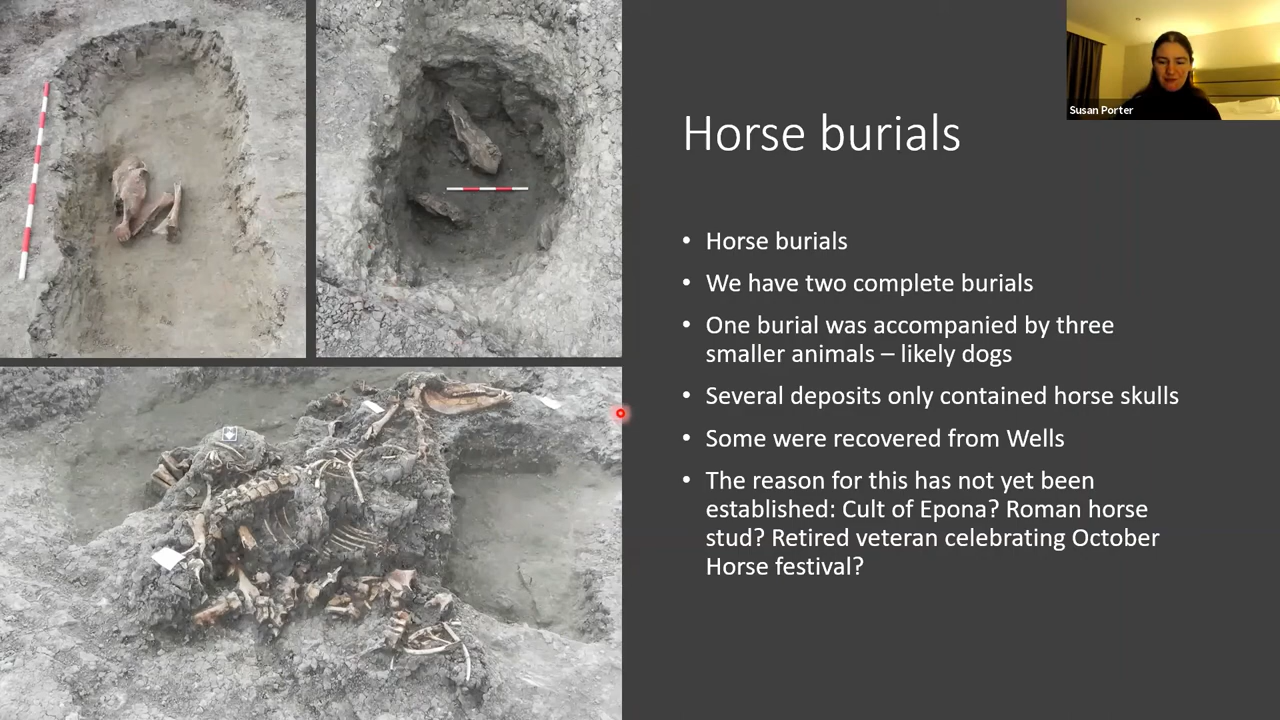 Susan Porter
Horse burials
• Horse burials
• We have two complete burials
• One burial was accompanied by three
smaller animals – likely dogs
• Several deposits only contained horse skulls
• Some were recovered from Wells
• The reason for this has not yet been
established: Cult of Epona? Roman horse
stud? Retired veteran celebrating October
Horse festival?